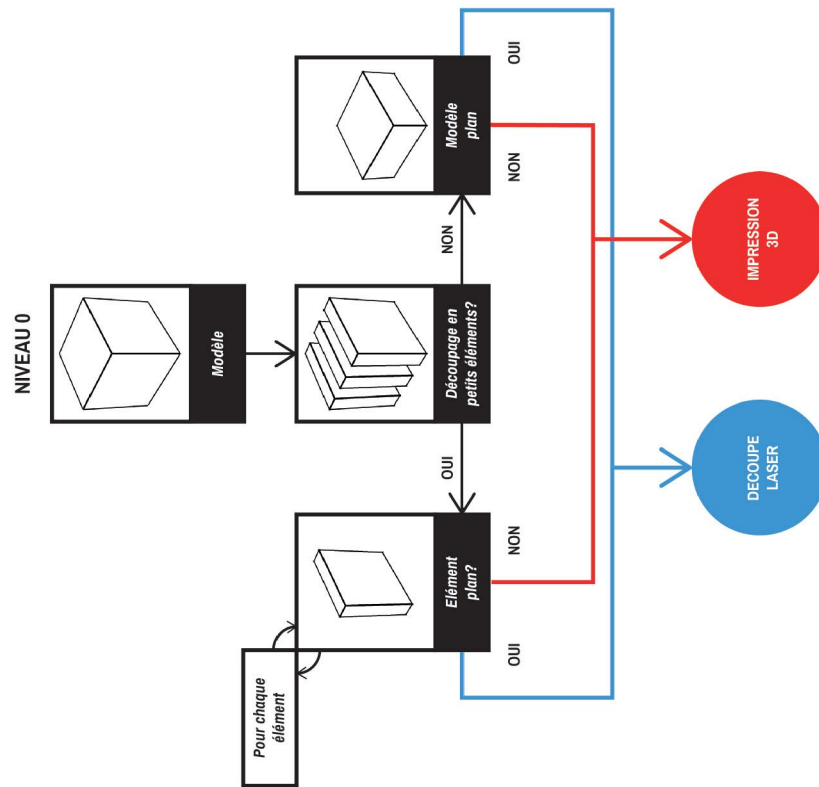 NIVEAU 0
Modèle
Découpage en
petits éléments?
OUI
NON
Pour chaque
élément
Elément
plan?
OUI
NON
Modèle
plan
NON
OUI
DECOUPE
LASER
IMPRESSION
3D